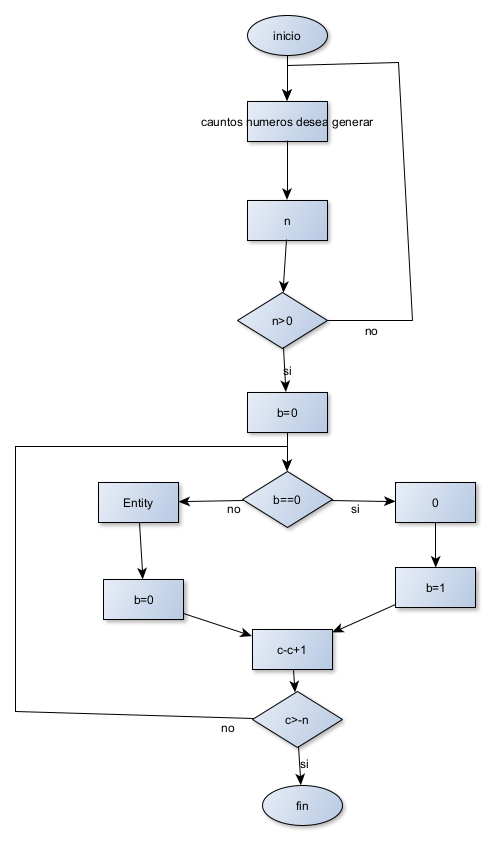 inicio
cauntos numeros desea generar
n
n>0
no
si
b=0
b==0
no
si
Entity
0
b=0
b=1
c-c+1
c>-n
no
si
fin